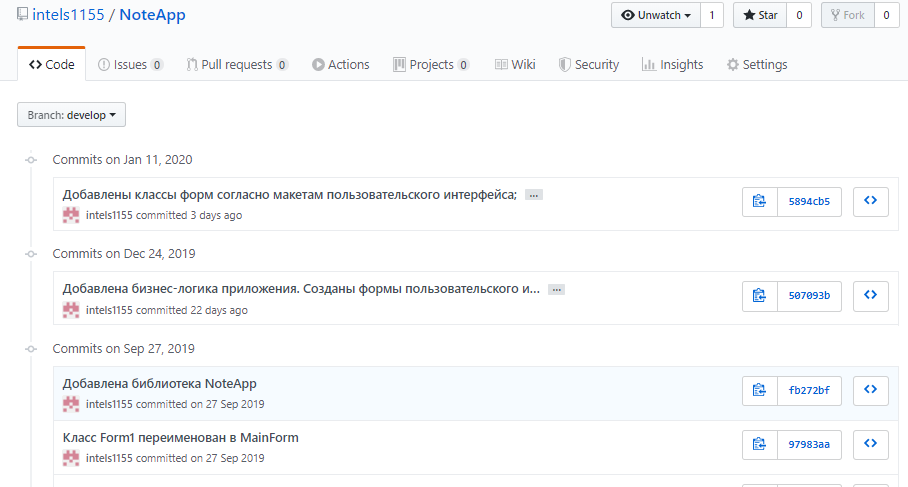 intels1155 / NoteApp
Unwatch 1 Star 0 Fork 0
Code Issues 0 Pull requests 0 Actions Projects 0 Wiki Security Insights Settings
Branch: develop
Commits on Jan 11, 2020
Добавлены классы форм согласно макетам пользовательского интерфейса; ...
intels1155 committed 3 days ago
5894cb5
Commits on Dec 24, 2019
Добавлена бизнес-логика приложения. Созданы формы пользовательского и... ...
intels1155 committed 22 days ago
507093b
Commits on Sep 27, 2019
Добавлена библиотека NoteApp
intels1155 committed on 27 Sep 2019
fb272bf
Класс Form1 переименован в MainForm
intels1155 committed on 27 Sep 2019
97983aa